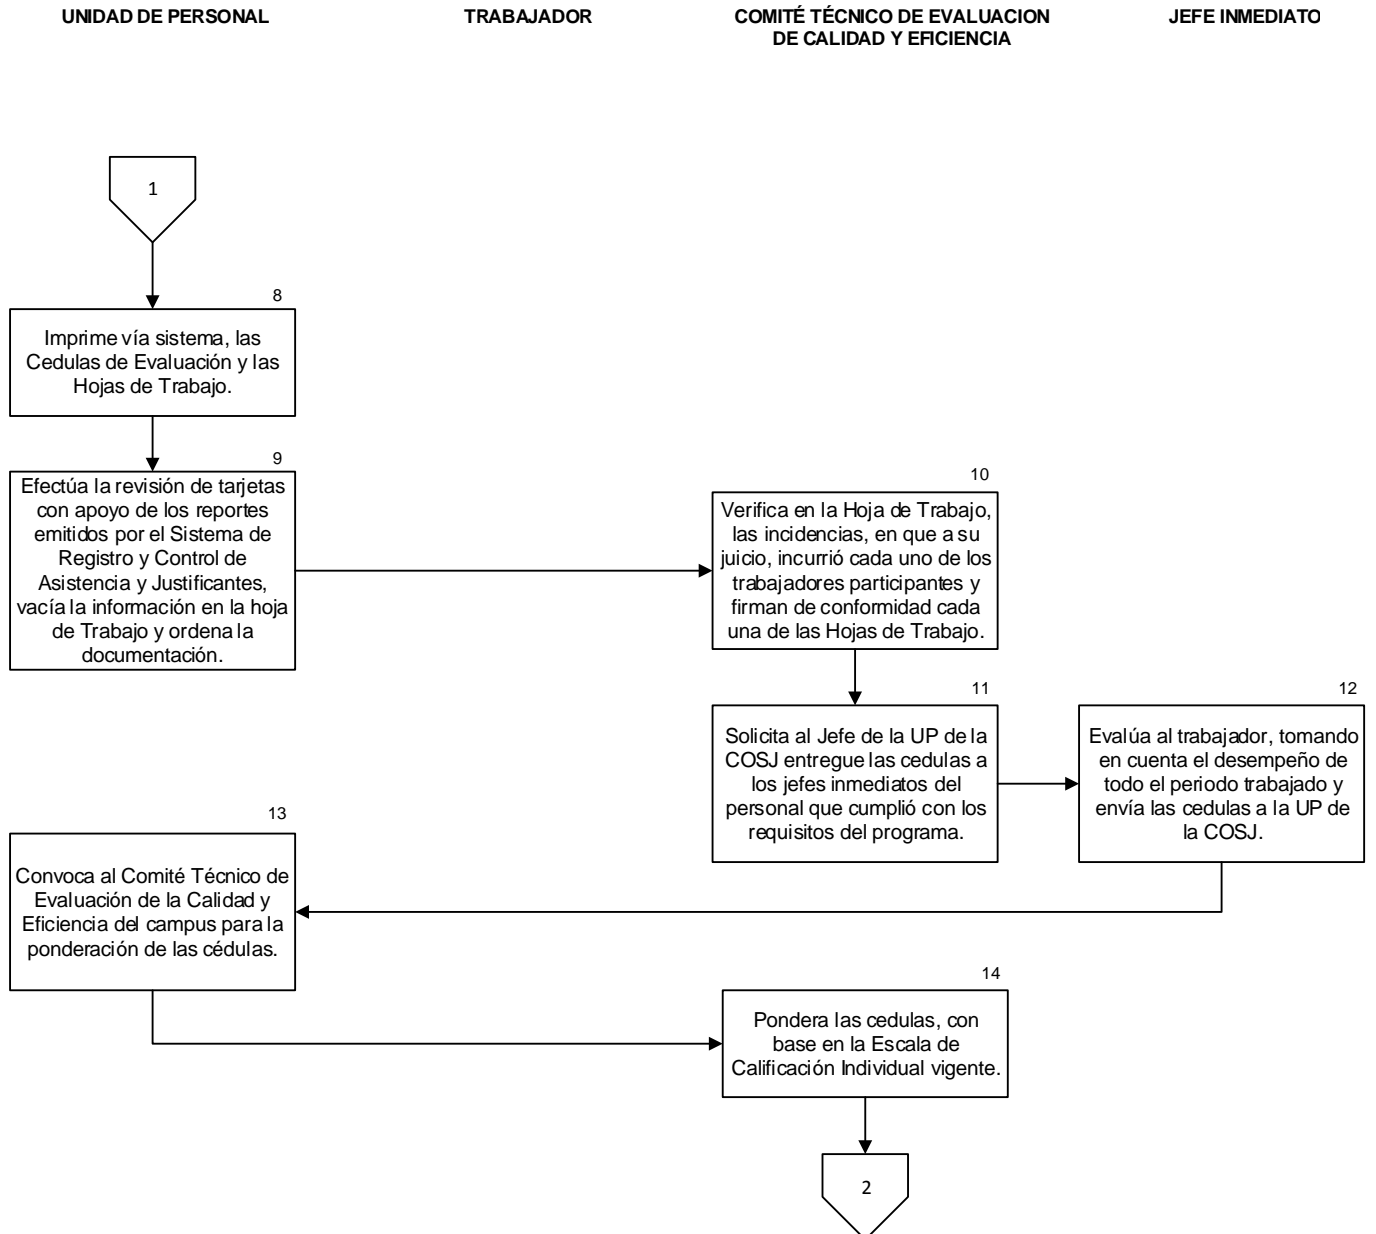 UNIDAD DE PERSONAL
TRABAJADOR
COMITÉ TÉCNICO DE EVALUACION
DE CALIDAD Y EFICIENCIA
JEFE INMEDIATO
1
8
Imprime vía sistema, las
Cedulas de Evaluación y las
Hojas de Trabajo.
9
Efectúa la revisión de tarjetas
con apoyo de los reportes
emitidos por el Sistema de
Registro y Control de
Asistencia y Justificantes,
vacía la información en la hoja
de Trabajo y ordena la
documentación.
10
Verifica en la Hoja de Trabajo,
las incidencias, en que a su
juicio, incurrió cada uno de los
trabajadores participantes y
firman de conformidad cada
una de las Hojas de Trabajo.
11
Solicita al Jefe de la UP de la
COSJ entregue las cedulas a
los jefes inmediatos del
personal que cumplió con los
requisitos del programa.
12
Evalúa al trabajador, tomando
en cuenta el desempeño de
todo el periodo trabajado y
envía las cedulas a la UP de
la COSJ.
13
Convoca al Comité Técnico de
Evaluación de la Calidad y
Eficiencia del campus para la
ponderación de las cédulas.
14
Pondera las cedulas, con
base en la Escala de
Calificación Individual vigente.
2